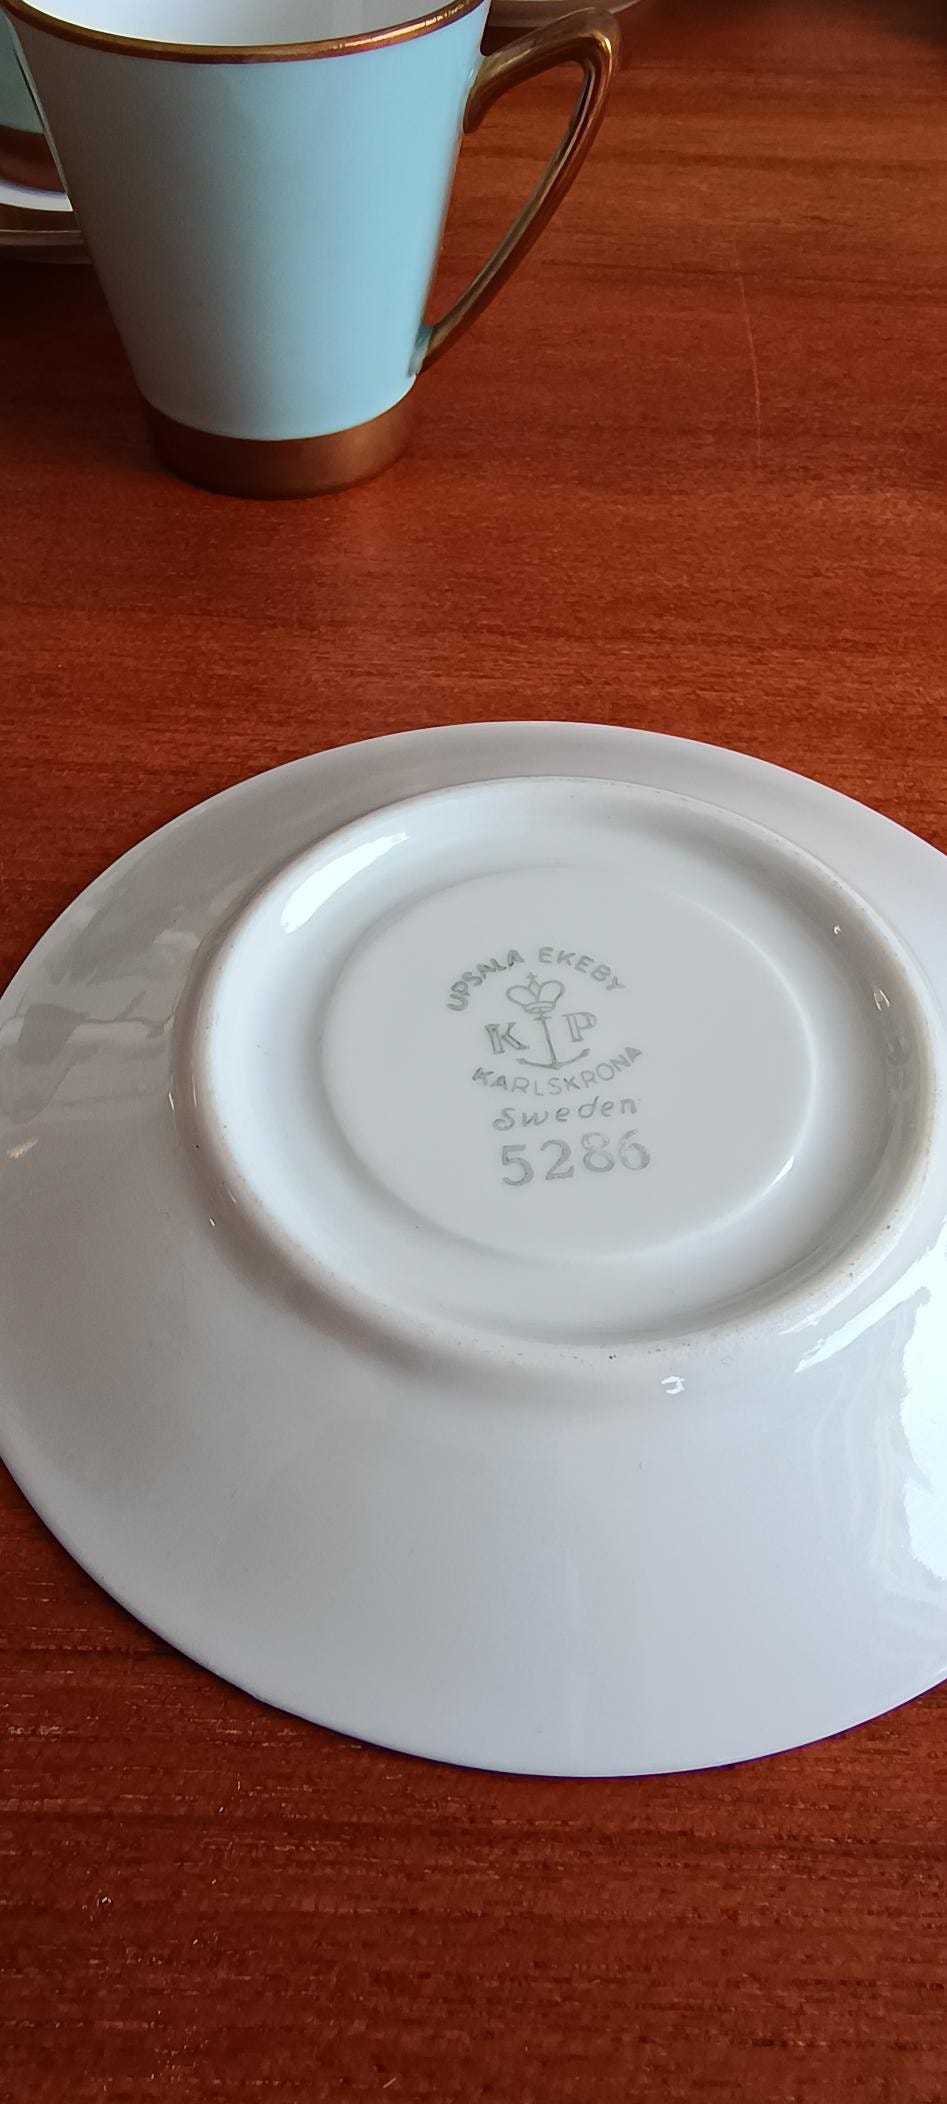 UPSALA EKEBY
K P
KARLSKRONA
Sweden
5286